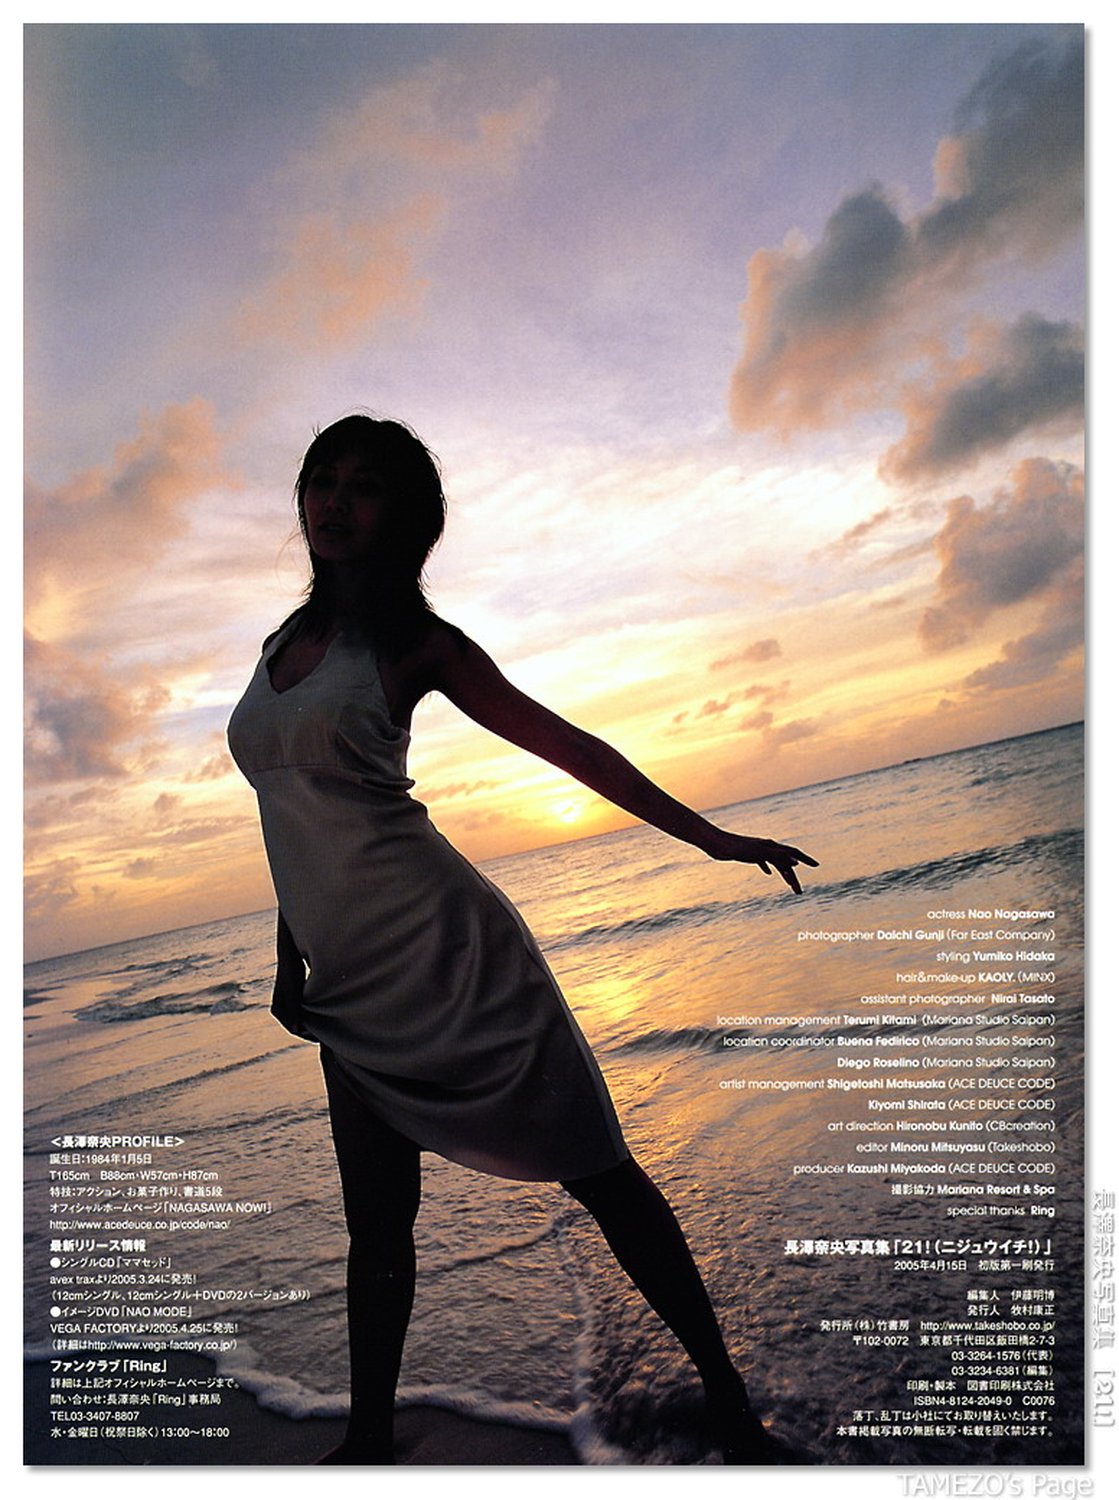 actress Nao Nagasawa
photographer Daichi Gunji (Far East Company)
styling Yumiko Hidaka
hair&make-up KAOLY. (MINX)
assistant photographer Nirai Tasato
location management Terumi Kitami (Mariana Studio Saipan)
location coordinator Buena Fedirico (Mariana Studio Saipan)
Diego Roselino (Mariana Studio Saipan)
artist management Shigetoshi Matsusaka (ACE DEUCE CODE)
Kiyomi Shirata (ACE DEUCE CODE)
art direction Hironobu Kunito (CBcreation)
editor Minoru Mitsuyasu (Takeshobo)
producer Kazushi Miyakoda (ACE DEUCE CODE)
撮影協力 Mariana Resort & Spa
special thanks Ring
長澤奈央写真集「21!(ニジュウイチ!)」
2005年4月15日 初版第一刷発行
編集人 伊藤明博
発行人 牧村康正
発行所(株)竹書房 http://www.takeshobo.co.jp/
〒102-0072 東京都千代田区飯田橋2-7-3
03-3264-1576(代表)
03-3234-6381(編集)
印刷・製本 図書印刷株式会社
ISBN4-8124-2049-0 C0076
落丁、乱丁は小社にてお取り替えいたします。
本書掲載写真の無断転写・転載を固く禁じます。
<長澤奈央PROFILE>
誕生日:1984年1月5日
T165cm B88cm・W57cm・H87cm
特技:アクション、お菓子作り、書道5段
オフィシャルホームページ「NAGASAWA NOW!」
http://www.acedeuce.co.jp/code/nao/
最新リリース情報
●シングルCD「ママセッド」
avex traxより2005.3.24に発売!
(12cmシングル、12cmシングル+DVDの2バージョンあり)
●イメージDVD「NAO MODE」
VEGA FACTORYより2005.4.25に発売!
(詳細はhttp://www.vega-factory.co.jp/)
ファンクラブ「Ring」
詳細は上記オフィシャルホームページまで。
問い合わせ:長澤奈央「Ring」事務局
TEL03-3407-8807
水・金曜日(祝祭日除く)13:00〜18:00
長澤奈央写真集 [21!]
TAMEZO's Page